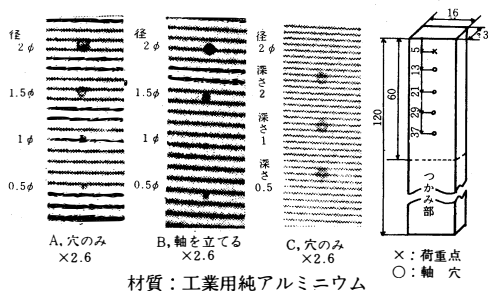 径
2φ
1.5φ
1φ
0.5φ
A, 穴のみ
×2.6
径
2φ
1.5φ
1φ
0.5φ
B, 軸を立てる
×2.6
径
2φ
深さ
2
深さ
1
深さ
0.5
C, 穴のみ
×2.6
16
3
5
13
21
29
37
60
120
つかみ部
×：荷重点
○：軸 穴
材質：工業用純アルミニウム